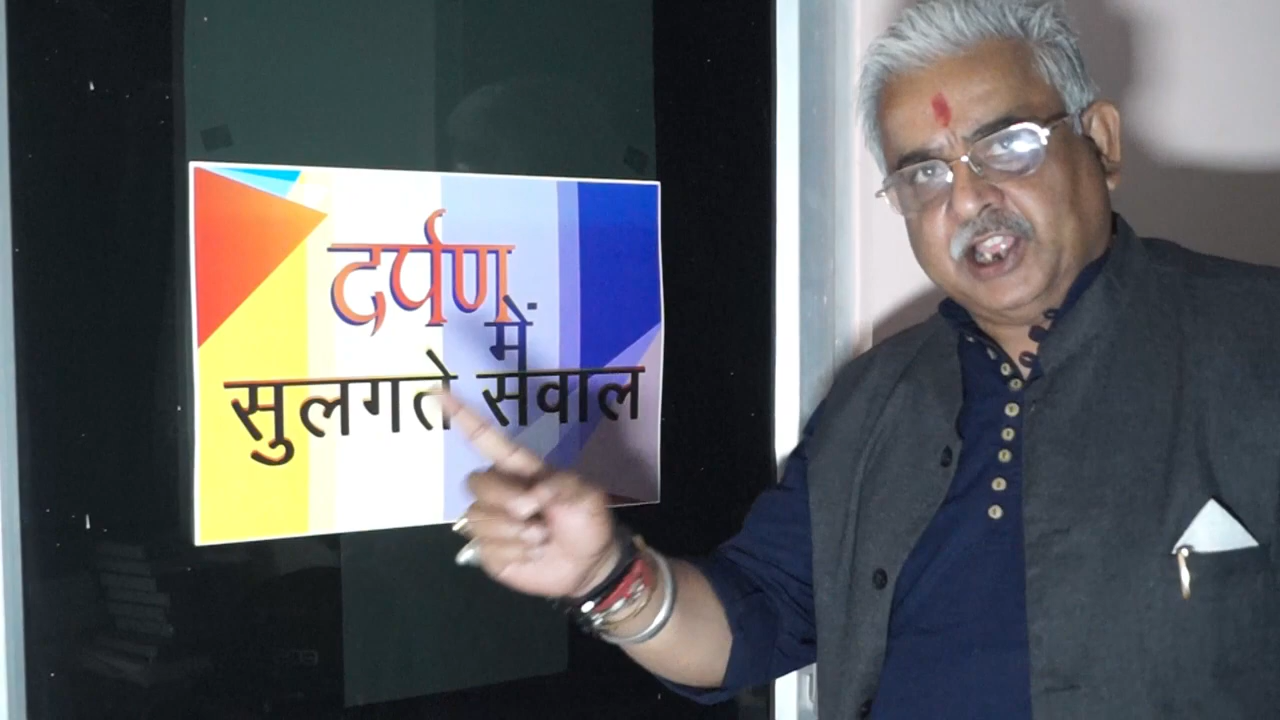 दर्पण
में
सुलगते सवाल